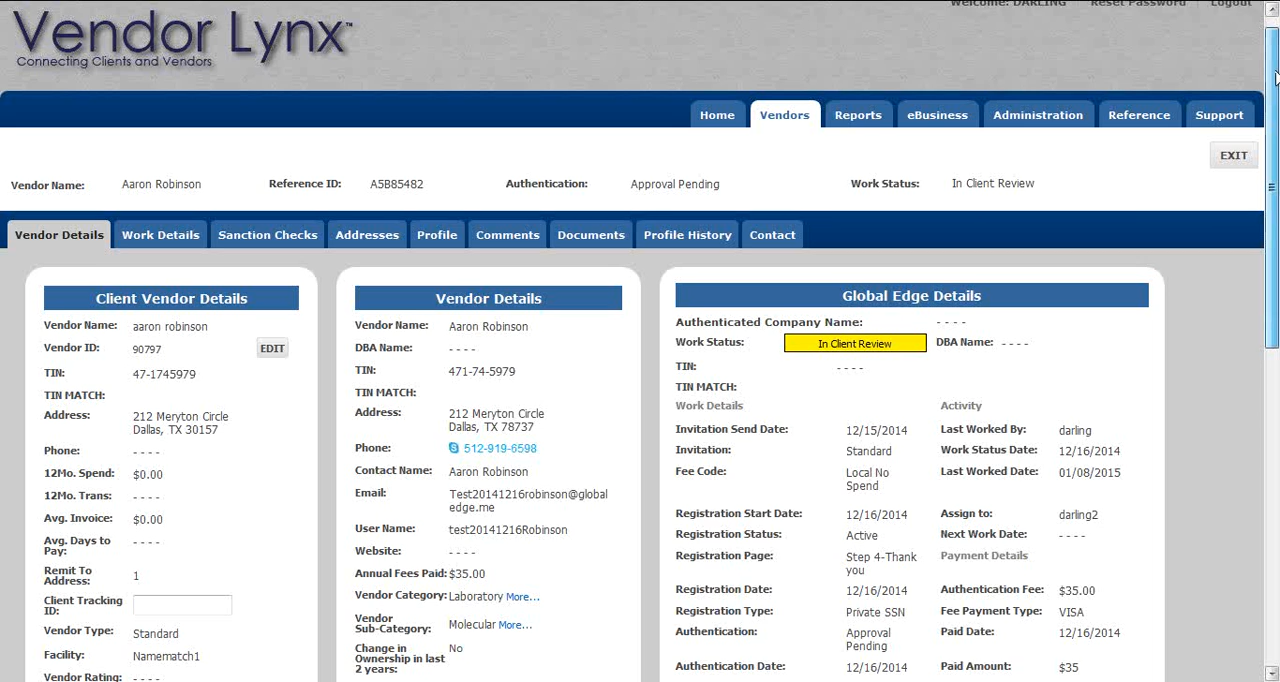 Welcome: DARLING Reset Password Logout
Vendor Lynx™
Connecting Clients and Vendors
Home Vendors Reports eBusiness Administration Reference Support
EXIT
Vendor Name: Aaron Robinson Reference ID: A5B85482 Authentication: Approval Pending Work Status: In Client Review
Vendor Details Work Details Sanction Checks Addresses Profile Comments Documents Profile History Contact
Client Vendor Details
Vendor Name: aaron robinson
Vendor ID: 90797 EDIT
TIN: 47-1745979
TIN MATCH:
Address: 212 Meryton Circle
Dallas, TX 30157
Phone: - - - -
12Mo. Spend: $0.00
12Mo. Trans: - - - -
Avg. Invoice: $0.00
Avg. Days to
Pay: - - - -
Remit To
Address: 1
Client Tracking
ID:
Vendor Type: Standard
Facility: Namematch1
Vendor Rating: - - - -
Vendor Details
Vendor Name: Aaron Robinson
DBA Name: - - - -
TIN: 471-74-5979
TIN MATCH:
Address: 212 Meryton Circle
Dallas, TX 78737
Phone: 512-919-6598
Contact Name: Aaron Robinson
Email: Test20141216robinson@global
edge.me
User Name: test20141216Robinson
Website: - - - -
Annual Fees Paid: $35.00
Vendor Category: Laboratory More...
Vendor
Sub-Category: Molecular More...
Change in
Ownership in last
2 years: No
Global Edge Details
Authenticated Company Name: - - - -
Work Status: In Client Review DBA Name: - - - -
TIN: - - - -
TIN MATCH:
Work Details Activity
Invitation Send Date: 12/15/2014 Last Worked By: darling
Invitation: Standard Work Status Date: 12/16/2014
Fee Code: Local No
Spend Last Worked Date: 01/08/2015
Registration Start Date: 12/16/2014 Assign to: darling2
Registration Status: Active Next Work Date: - - - -
Registration Page: Step 4-Thank
you Payment Details
Registration Date: 12/16/2014 Authentication Fee: $35.00
Registration Type: Private SSN Fee Payment Type: VISA
Authentication: Approval
Pending Paid Date: 12/16/2014
Authentication Date: 12/16/2014 Paid Amount: $35